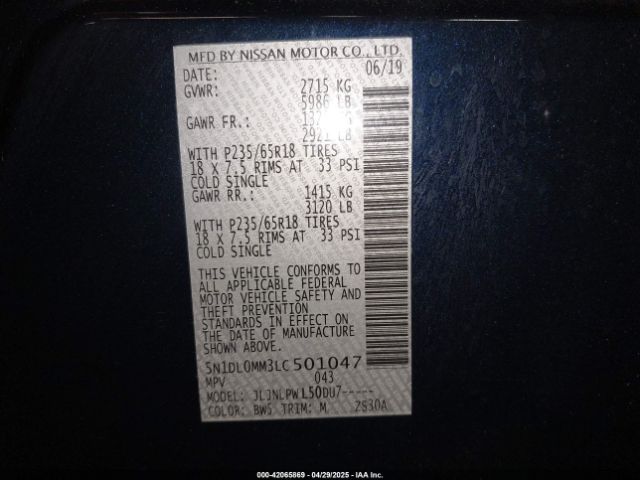 MFD BY NISSAN MOTOR CO., LTD.
DATE: 06/19
GVWR: 2715 KG
5986 LB
GAWR FR.:
2921 LB
WITH P235/65R18 TIRES
18 X 7.5 RIMS AT 33 PSI
COLD SINGLE
GAWR RR.: 1415 KG
3120 LB
WITH P235/65R18 TIRES
18 X 7.5 RIMS AT 33 PSI
COLD SINGLE
THIS VEHICLE CONFORMS TO
ALL APPLICABLE FEDERAL
MOTOR VEHICLE SAFETY AND
THEFT PREVENTION
STANDARDS IN EFFECT ON
THE DATE OF MANUFACTURE
SHOWN ABOVE.
5N1DL0MM3LC501047
MPV 043
MODEL: JLJNLPWL50DU7-----
COLOR: BW5 TRIM: M ZS30A
000-42065869 - 04/29/2025 - IAA Inc.